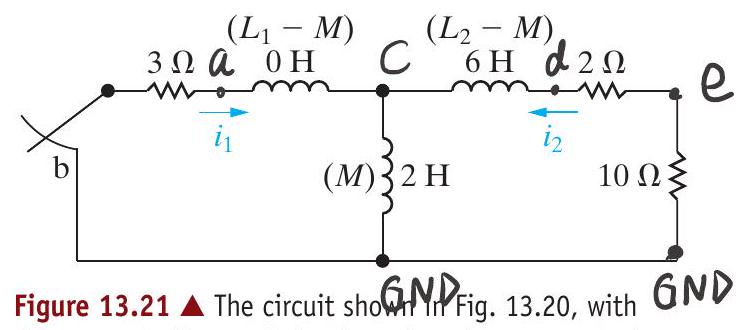 (L₁ − M) (L₂ − M)
3 Ω a 0 H C 6 H d 2 Ω e
i₁ i₂
b (M) 2 H 10 Ω
GND GND
Figure 13.21 ▲ The circuit shown in Fig. 13.20, with